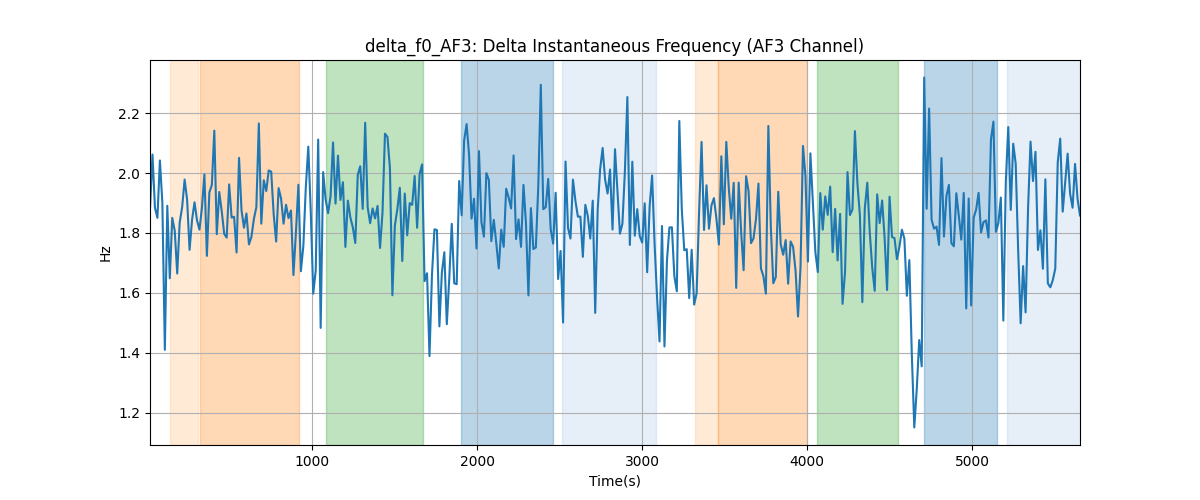 delta_f0_AF3: Delta Instantaneous Frequency (AF3 Channel)
2.2
2.0
1.8
1.6
1.4
1.2
Hz
1000 2000 3000 4000 5000
Time(s)